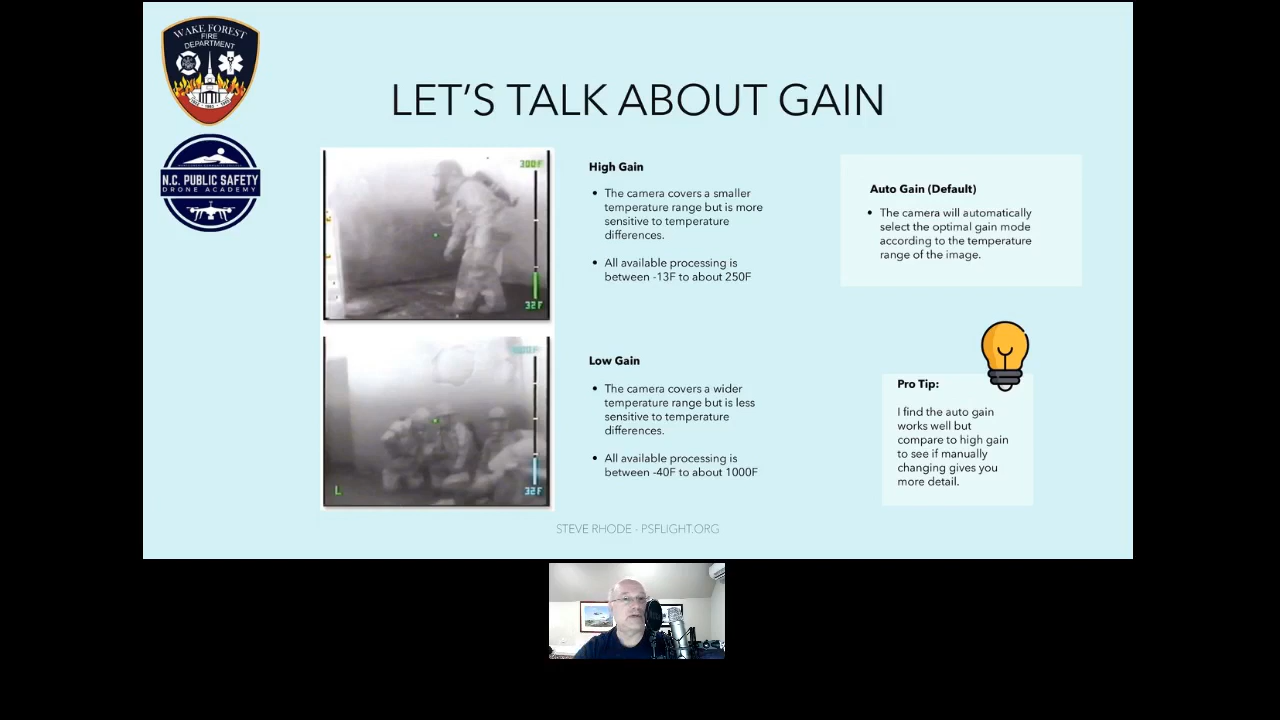 WAKE FOREST
FIRE
DEPARTMENT
N.C. PUBLIC SAFETY
DRONE ACADEMY
LET'S TALK ABOUT GAIN
300F
32F
High Gain
• The camera covers a smaller
temperature range but is more
sensitive to temperature
differences.
• All available processing is
between -13F to about 250F
L
32F
Low Gain
• The camera covers a wider
temperature range but is less
sensitive to temperature
differences.
• All available processing is
between -40F to about 1000F
Auto Gain (Default)
• The camera will automatically
select the optimal gain mode
according to the temperature
range of the image.
Pro Tip:
I find the auto gain
works well but
compare to high gain
to see if manually
changing gives you
more detail.
STEVE RHODE - PSFLIGHT.ORG